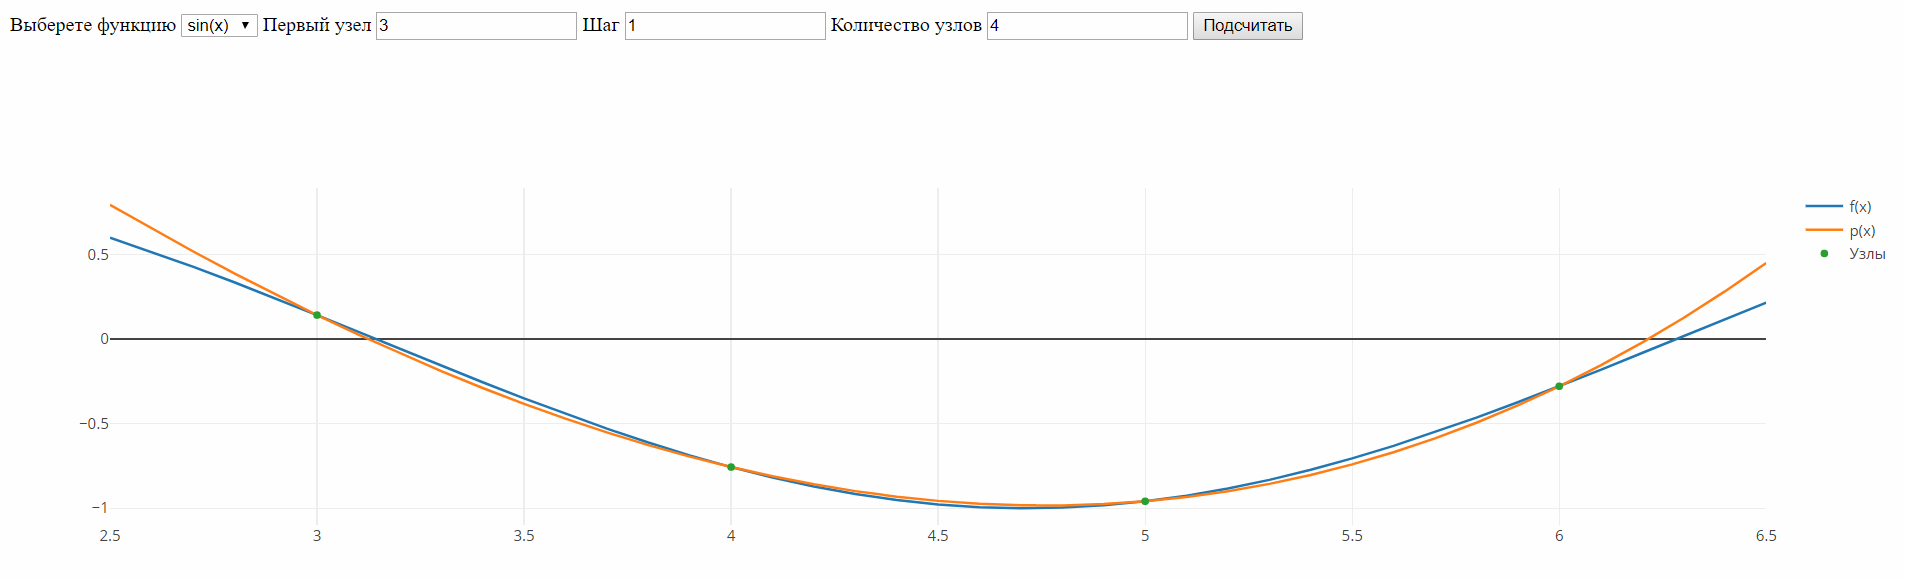 Выберете функцию sin(x) Первый узел 3 Шаг 1 Количество узлов 4 Подсчитать
f(x)
p(x)
Узлы
0.5
0
−0.5
−1
2.5 3 3.5 4 4.5 5 5.5 6 6.5